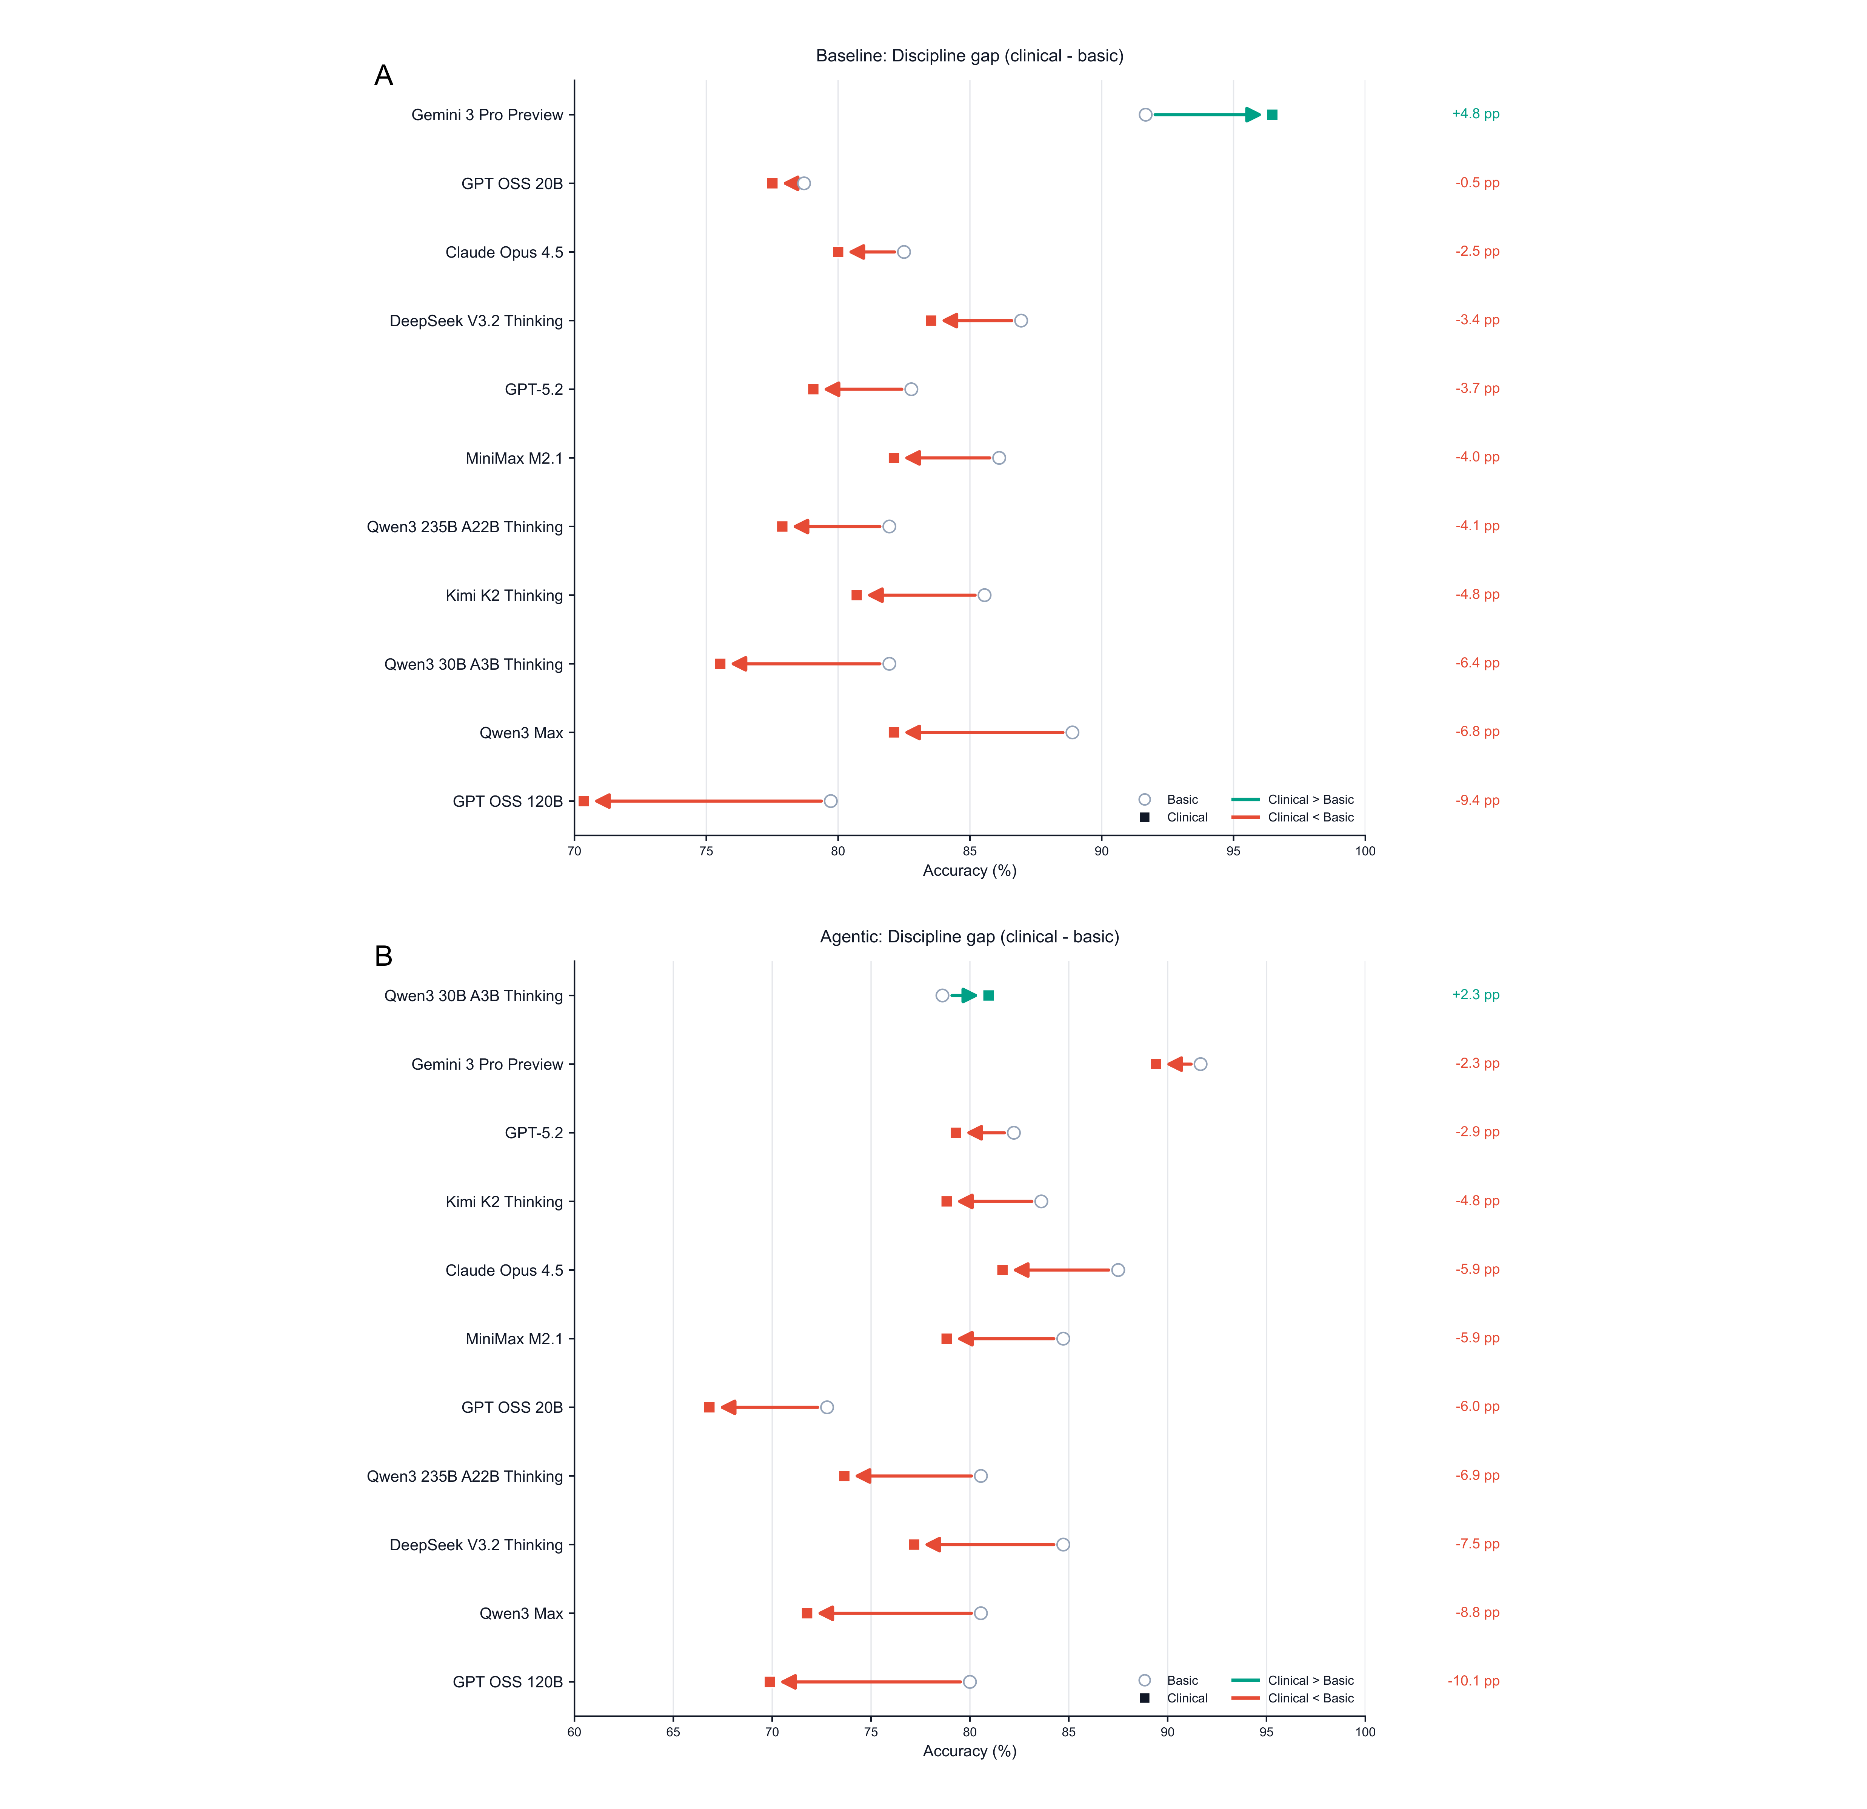 A
Baseline: Discipline gap (clinical - basic)
Gemini 3 Pro Preview +4.8 pp
GPT OSS 20B -0.5 pp
Claude Opus 4.5 -2.5 pp
DeepSeek V3.2 Thinking -3.4 pp
GPT-5.2 -3.7 pp
MiniMax M2.1 -4.0 pp
Qwen3 235B A22B Thinking -4.1 pp
Kimi K2 Thinking -4.8 pp
Qwen3 30B A3B Thinking -6.4 pp
Qwen3 Max -6.8 pp
GPT OSS 120B -9.4 pp
Basic Clinical > Basic
Clinical Clinical < Basic
70 75 80 85 90 95 100
Accuracy (%)
B
Agentic: Discipline gap (clinical - basic)
Qwen3 30B A3B Thinking +2.3 pp
Gemini 3 Pro Preview -2.3 pp
GPT-5.2 -2.9 pp
Kimi K2 Thinking -4.8 pp
Claude Opus 4.5 -5.9 pp
MiniMax M2.1 -5.9 pp
GPT OSS 20B -6.0 pp
Qwen3 235B A22B Thinking -6.9 pp
DeepSeek V3.2 Thinking -7.5 pp
Qwen3 Max -8.8 pp
GPT OSS 120B -10.1 pp
Basic Clinical > Basic
Clinical Clinical < Basic
60 65 70 75 80 85 90 95 100
Accuracy (%)